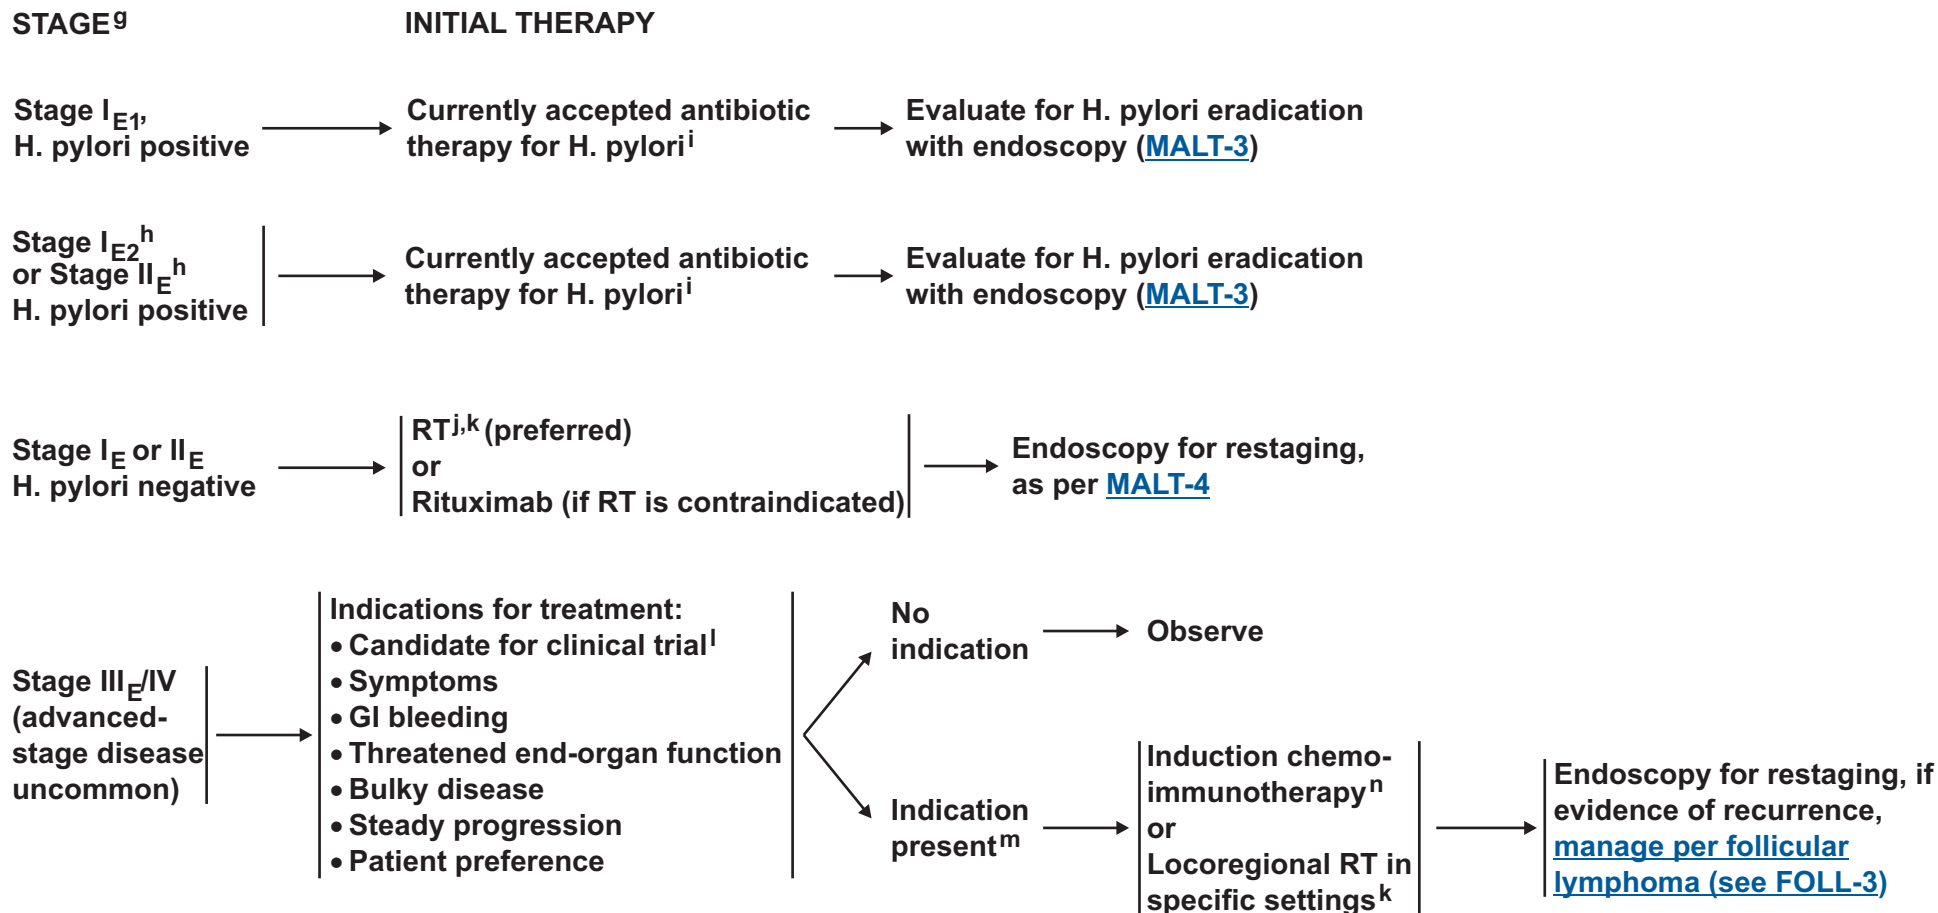 STAGEg
INITIAL THERAPY
Stage IE1,
H. pylori positive
Currently accepted antibiotic
therapy for H. pylorii
Evaluate for H. pylori eradication
with endoscopy (MALT-3)
Stage IE2h
or Stage IIEh
H. pylori positive
Currently accepted antibiotic
therapy for H. pylorii
Evaluate for H. pylori eradication
with endoscopy (MALT-3)
Stage IE or IIE
H. pylori negative
RTj,k (preferred)
or
Rituximab (if RT is contraindicated)
Endoscopy for restaging,
as per MALT-4
Stage IIIE/IV
(advanced-
stage disease
uncommon)
Indications for treatment:
• Candidate for clinical triall
• Symptoms
• GI bleeding
• Threatened end-organ function
• Bulky disease
• Steady progression
• Patient preference
No
indication
Observe
Indication
presentm
Induction chemo-
immunotherapyn
or
Locoregional RT in
specific settingsk
Endoscopy for restaging, if
evidence of recurrence,
manage per follicular
lymphoma (see FOLL-3)